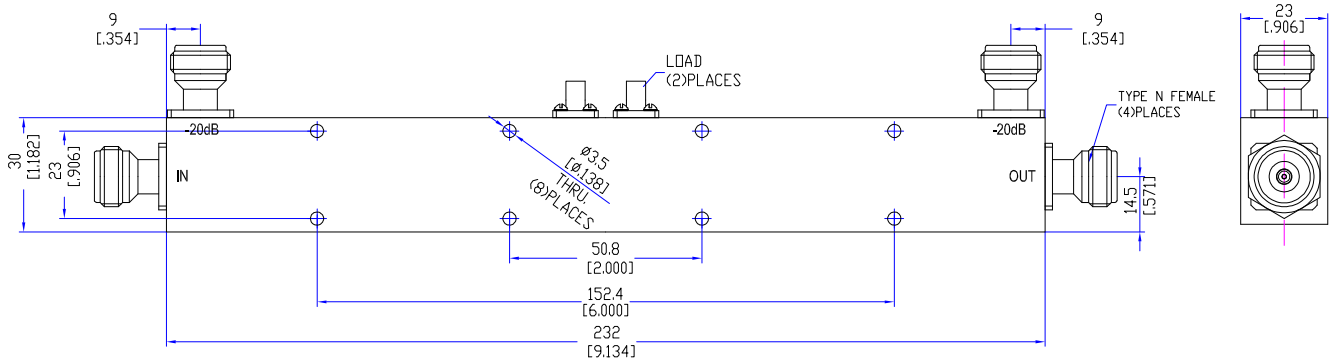 9
[.354]
9
[.354]
23
[.906]
LOAD
(2)PLACES
TYPE N FEMALE
(4)PLACES
-20dB
-20dB
30
[1.182]
23
[.906]
IN
ø3.5
[ø.138]
THRU,
(8)PLACES
OUT
14.5
[.571]
50.8
[2.000]
152.4
[6.000]
232
[9.134]